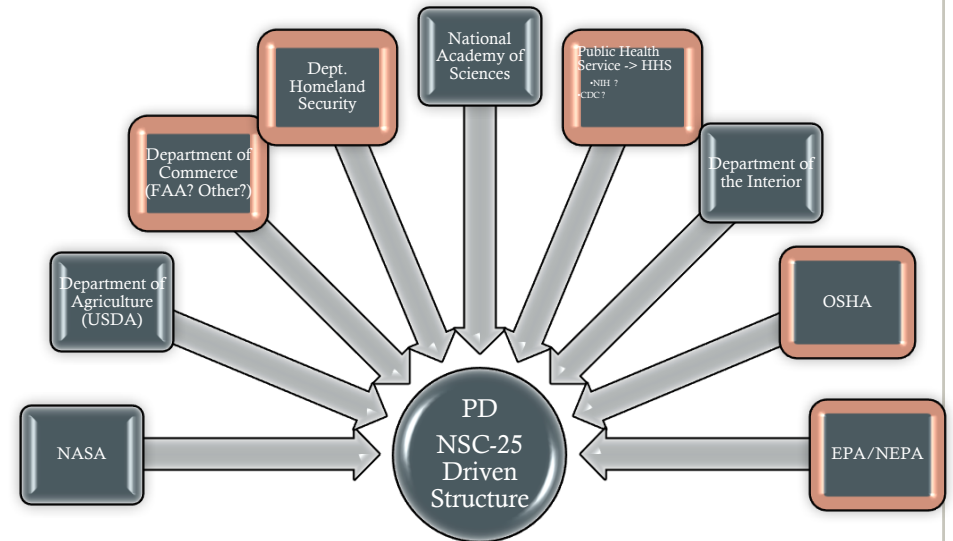 National
Academy of
Sciences
Dept.
Homeland
Security
Public Health
Service -> HHS
•NIH ?
•CDC ?
Department of
Commerce
(FAA? Other?)
Department of
the Interior
Department of
Agriculture
(USDA)
OSHA
NASA
EPA/NEPA
PD
NSC-25
Driven
Structure